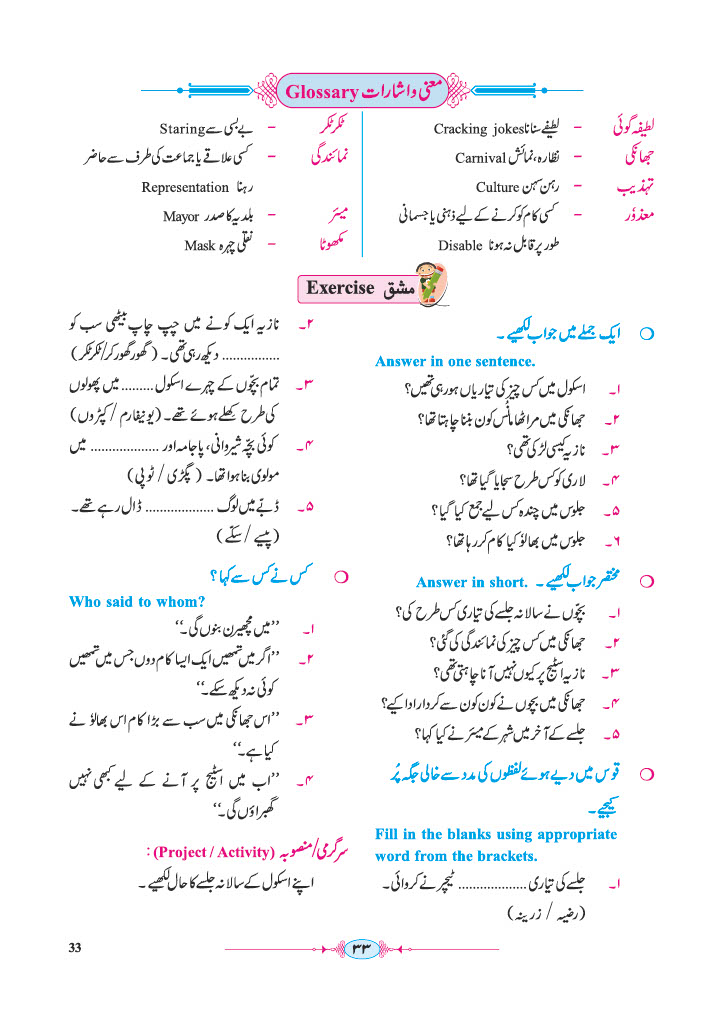 معنی و اشارات Glossary
لطیفہ گوئی - لطیفے سنانا Cracking jokes
جھانکی - نظارہ، نمائش Carnival
تہذیب - رہن سہن Culture
معذوٗر - کسی کام کو کرنے کے لیے ذہنی یا جسمانی
طور پر قابل نہ ہونا Disable
ٹکر ٹکر - بے بسی سے Staring
نمائندگی - کسی علاقے یا جماعت کی طرف سے حاضر
رہنا Representation
میئر - بلدیہ کا صدر Mayor
مکھوٹا - نقلی چہرہ Mask
مشق Exercise
ایک جملے میں جواب لکھیے۔
Answer in one sentence.
۱۔ اسکول میں کس چیز کی تیاریاں ہو رہی تھیں؟
۲۔ جھانکی میں مراٹھا مانُس کون بننا چاہتا تھا؟
۳۔ نازیہ کیسی لڑکی تھی؟
۴۔ لاری کو کس طرح سجایا گیا تھا؟
۵۔ جلوس میں چندہ کس لیے جمع کیا گیا؟
۶۔ جلوس میں بھالوٗ کیا کام کر رہا تھا؟
مختصر جواب لکھیے۔ Answer in short.
۱۔ بچّوں نے سالانہ جلسے کی تیاری کس طرح کی؟
۲۔ جھانکی میں کس چیز کی نمائندگی کی گئی؟
۳۔ نازیہ اسٹیج پر کیوں نہیں آنا چاہتی تھی؟
۴۔ جھانکی میں بچوں نے کون کون سے کردار ادا کیے؟
۵۔ جلسے کے آخر میں شہر کے میئر نے کیا کہا؟
قوس میں دیے ہوئے لفظوں کی مدد سے خالی جگہ پُر
کیجیے۔
Fill in the blanks using appropriate
word from the brackets.
۱۔ جلسے کی تیاری ................... ٹیچر نے کروائی۔
(رضیہ / زرینہ)
۲۔ نازیہ ایک کونے میں چپ چاپ بیٹھی سب کو
................ دیکھ رہی تھی۔ (گھور گھور کر/ٹکر ٹکر)
۳۔ تمام بچّوں کے چہرے اسکول ......... میں پھولوں
کی طرح کھلے ہوئے تھے۔ (یونیفارم / کپڑوں)
۴۔ کوئی بچّہ شیروانی، پاجامہ اور ................... میں
مولوی بنا ہوا تھا۔ (پگڑی / ٹوپی)
۵۔ ڈبّے میں لوگ ................... ڈال رہے تھے۔
(پیسے / سکّے)
کس نے کس سے کہا؟
Who said to whom?
۱۔ ’’میں مچھیرن بنوں گی۔‘‘
۲۔ ’’اگر میں تمھیں ایک ایسا کام دوں جس میں تمھیں
کوئی نہ دیکھ سکے۔‘‘
۳۔ ’’اس جھانکی میں سب سے بڑا کام اس بھالوٗ نے
کیا ہے۔‘‘
۴۔ ’’اب میں اسٹیج پر آنے کے لیے کبھی نہیں
گھبراؤں گی۔‘‘
سرگرمی/منصوبہ (Project / Activity) :
اپنے اسکول کے سالانہ جلسے کا حال لکھیے۔
33
۳۳